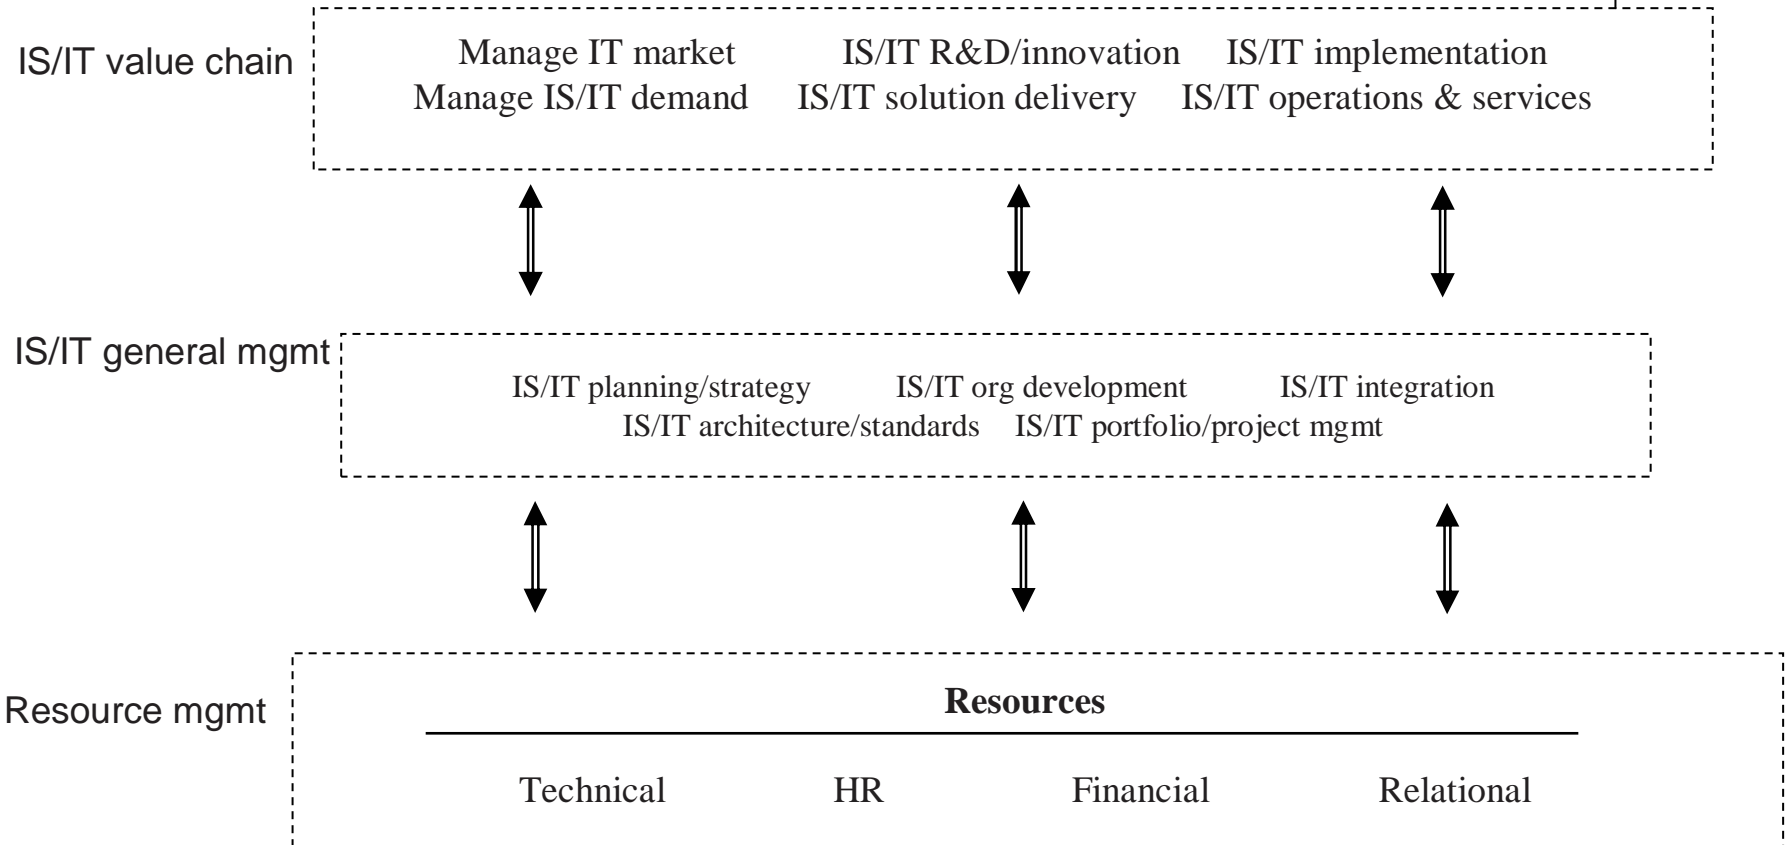 IS/IT value chain
Manage IT market IS/IT R&D/innovation IS/IT implementation
Manage IS/IT demand IS/IT solution delivery IS/IT operations & services
IS/IT general mgmt
IS/IT planning/strategy IS/IT org development IS/IT integration
IS/IT architecture/standards IS/IT portfolio/project mgmt
Resource mgmt
Resources
Technical HR Financial Relational